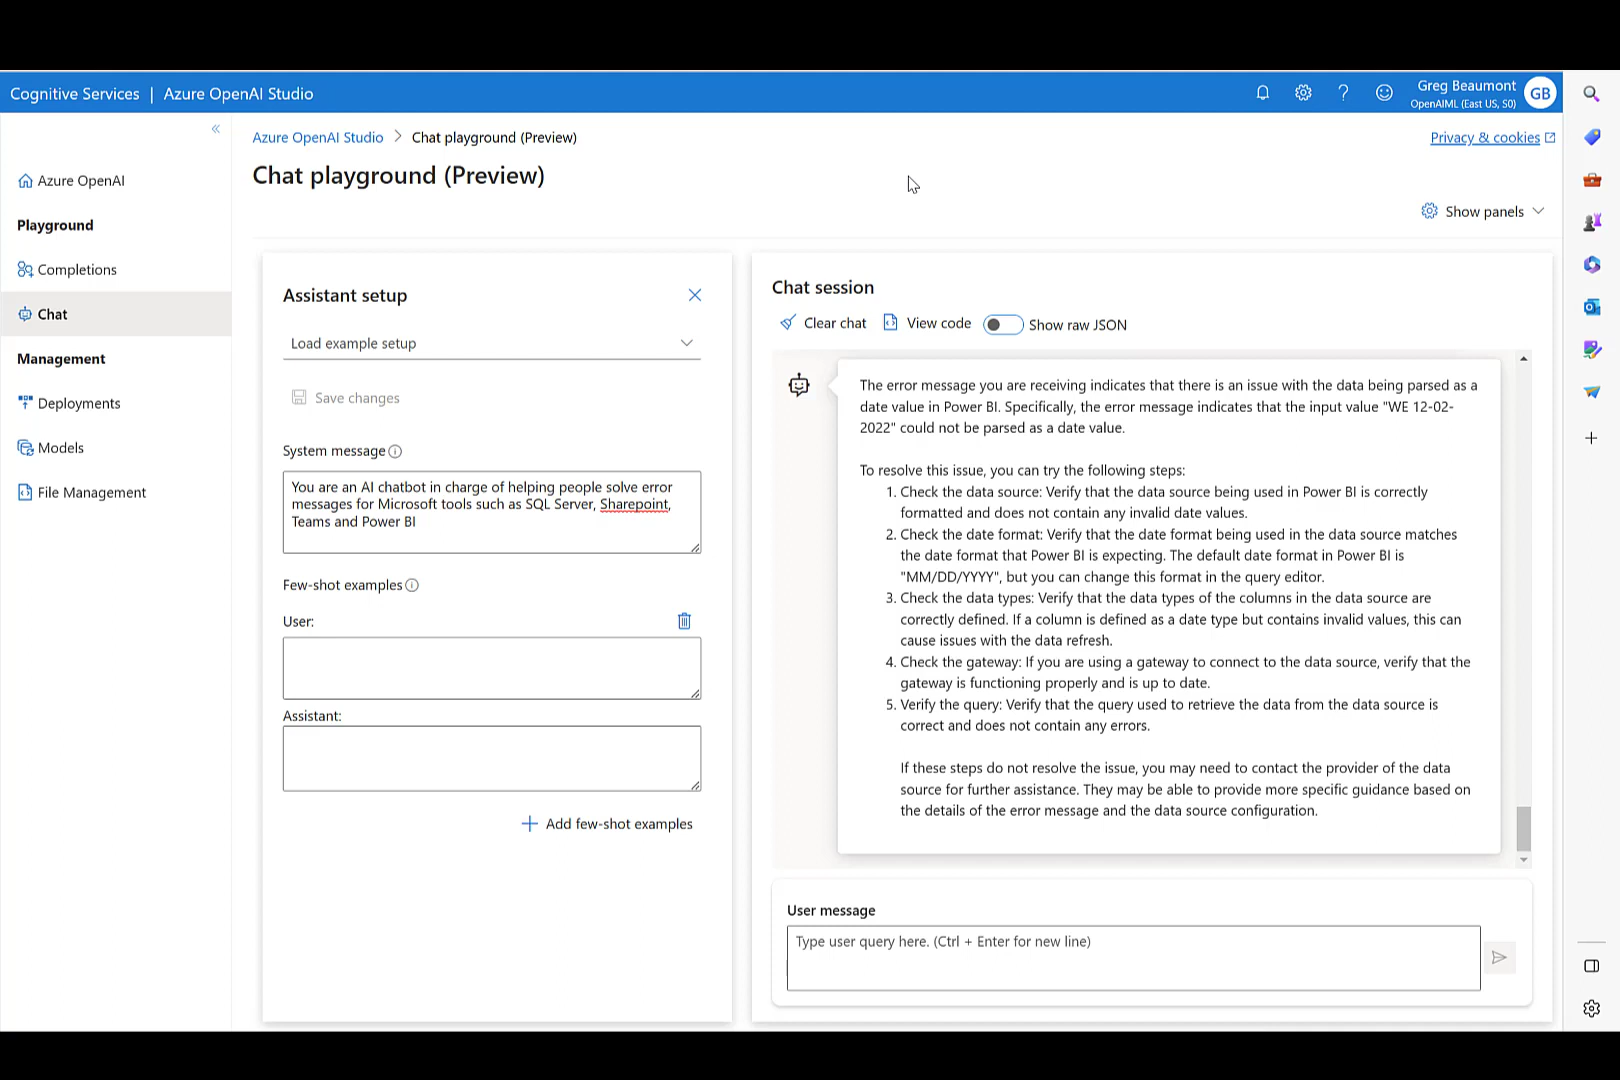 Cognitive Services | Azure OpenAI Studio
Greg Beaumont
OpenAIML (East US, S0)
GB
Azure OpenAI Studio > Chat playground (Preview)
Privacy & cookies
Chat playground (Preview)
Show panels
Azure OpenAI
Playground
Completions
Chat
Management
Deployments
Models
File Management
Assistant setup
Load example setup
Save changes
System message
You are an AI chatbot in charge of helping people solve error
messages for Microsoft tools such as SQL Server, Sharepoint,
Teams and Power BI
Few-shot examples
User:
Assistant:
Add few-shot examples
Chat session
Clear chat
View code
Show raw JSON
The error message you are receiving indicates that there is an issue with the data being parsed as a
date value in Power BI. Specifically, the error message indicates that the input value "WE 12-02-
2022" could not be parsed as a date value.
To resolve this issue, you can try the following steps:
1. Check the data source: Verify that the data source being used in Power BI is correctly
formatted and does not contain any invalid date values.
2. Check the date format: Verify that the date format being used in the data source matches
the date format that Power BI is expecting. The default date format in Power BI is
"MM/DD/YYYY", but you can change this format in the query editor.
3. Check the data types: Verify that the data types of the columns in the data source are
correctly defined. If a column is defined as a date type but contains invalid values, this can
cause issues with the data refresh.
4. Check the gateway: If you are using a gateway to connect to the data source, verify that the
gateway is functioning properly and is up to date.
5. Verify the query: Verify that the query used to retrieve the data from the data source is
correct and does not contain any errors.
If these steps do not resolve the issue, you may need to contact the provider of the data
source for further assistance. They may be able to provide more specific guidance based on
the details of the error message and the data source configuration.
User message
Type user query here. (Ctrl + Enter for new line)